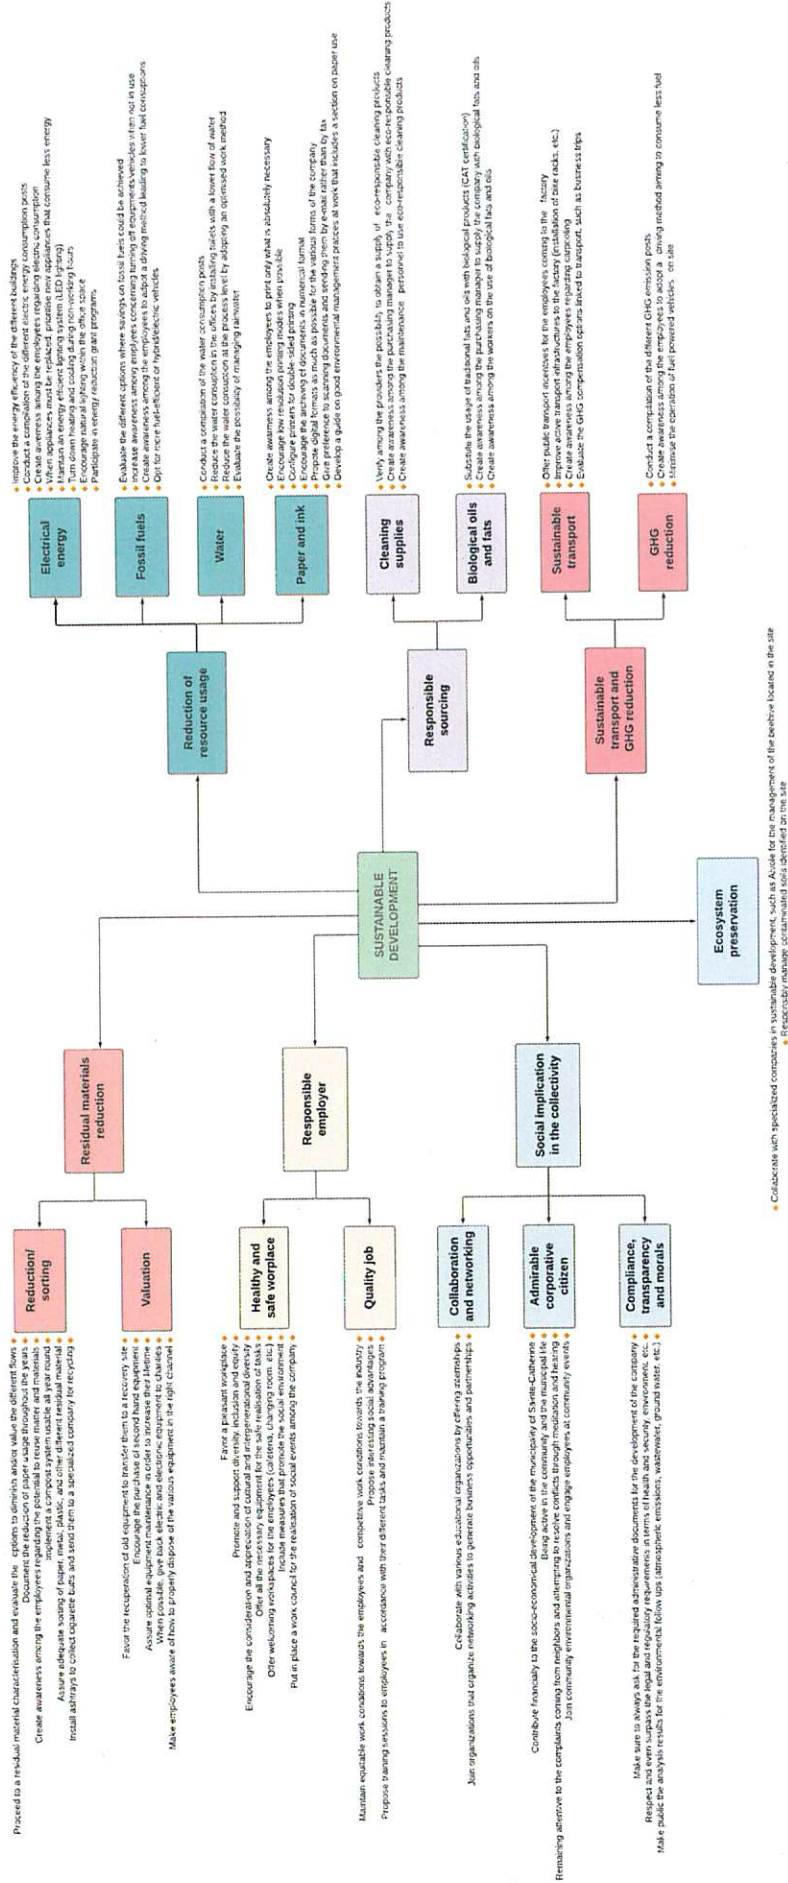 SUSTAINABLE
DEVELOPMENT
Residual materials
reduction
Reduction/
sorting
Proceed to a residual material characterisation and evaluate the options to diminish and/or value the different flows
Document the reduction of paper usage throughout the years
Create awareness among the employees regarding the potential to reuse matter and materials
Implement a compost system usable all year round
Assure adequate sorting of paper, metal, plastic, and other different residual material
Install ashtrays to collect cigarette butts and send them to a specialized company for recycling
Valuation
Favor the recuperation of old equipment to transfer them to a recovery site
Encourage the purchase of second hand equipment
Assure optimal equipment maintenance in order to increase their lifetime
When possible, give back electric and electronic equipment to charities
Make employees aware of how to properly dispose of the various equipment in the right channel
Responsible
employer
Healthy and
safe worplace
Favor a pleasant workplace
Promote and support diversity, inclusion and equity
Encourage the consideration and appreciation of cultural and intergenerational diversity
Offer all the necessary equipment for the safe realisation of tasks
Offer welcoming workspaces for the employees (cafeteria, changing room, etc.)
Include measures that promote the social environment
Put in place a work council for the realisation of social events among the company
Quality job
Maintain equitable work conditions towards the employees and competitive work conditions towards the industry
Propose interesting social advantages
Propose training sessions to employees in accordance with their different tasks and maintain a training program
Social implication
in the collectivity
Collaboration
and networking
Collaborate with various educational organizations by offering internships
Join organizations that organize networking activities to generate business opportunities and partnerships
Admirable
corporative
citizen
Contribute financially to the socio-economical development of the municipality of Sainte-Catherine
Being active in the community and the municipal life
Remaining attentive to the complaints coming from neighbors and attempting to resolve conflicts through meditation and hearing
Join community environmental organizations and engage employees at community events
Compliance,
transparency
and morals
Make sure to always ask for the required administrative documents for the development of the company
Respect and even surpass the legal and regulatory requirements in terms of health and security, environment, etc.
Make public the analysis results for the environmental follow ups (atmospheric emissions, wastewater, ground water, etc.)
Reduction of
resource usage
Electrical
energy
Improve the energy efficiency of the different buildings
Conduct a compilation of the different electric energy consumption posts
Create awerness among the employees regarding electric consumption
When appliances must be replaced, prioritise new appliances that consume less energy
Maintain an energy efficient lighting system (LED lighting)
Turn down heating and cooling during non-working hours
Encourage natural lighting within the office space
Participate in energy reduction grant programs
Fossil fuels
Evaluate the different options where savings on fossil fuels could be achieved
Increase awareness among emplyees concerning turning off equipments vehicles when not in use
Create awareness among the employees to adopt a driving method leading to lower fuel consuptions
Opt for more fuel-efficient or hybrid/electric vehicles
Water
Conduct a compilation of the water consumption posts
Reduce the water consuption in the offices by installing toilets with a lower flow of water
Reduce the water consuption at the process level by adopting an optimised work method
Evaluate the possibility of managing rainwater
Paper and ink
Create awarness among the employees to print only what is absolutely necessary
Encourage low resolution printing modes when possible
Configure printers for double-sided printing
Encourage the archiving of documents in numerical format
Propose digital formats as much as possible for the various forms of the company
Give preference to scanning documents and sending them by e-mail rather than by fax
Develop a guide on good environmental management pratices at work that includes a section on paper use
Responsible
sourcing
Cleaning
supplies
Verify among the providers the possibility to obtain a supply of eco-responsible cleaning products
Create awareness among the purchasing manager to supply the company with eco-responsible cleaning products
Create awareness among the maintenance personnel to use eco-responsible cleaning products
Biological oils
and fats
Substitute the usage of traditional fats and oils with biological products (CAT certification)
Create awareness among the purchasing manager to supply the company with biological fats and oils
Create awareness among the workers on the use of biological fats and oils
Sustainable
transport and
GHG reduction
Sustainable
transport
Offer public transport incentives for the employees coming to the factory
Improve active transport infrastructures to the factory (installation of bike racks, etc.)
Create awareness among the employees regarding carpooling
Evaluate the GHG compensation options linked to transport, such as business trips
GHG
reduction
Conduct a compilation of the different GHG emission posts
Create awareness among the employees to adopt a driving method aiming to consume less fuel
Minimise the operation of fuel powered vehicles on site
Ecosystem
preservation
Collaborate with specialized companies in sustainable development, such as Alvole for the management of the beehive located in the site
Responsibly manage contaminated soils identified on the site